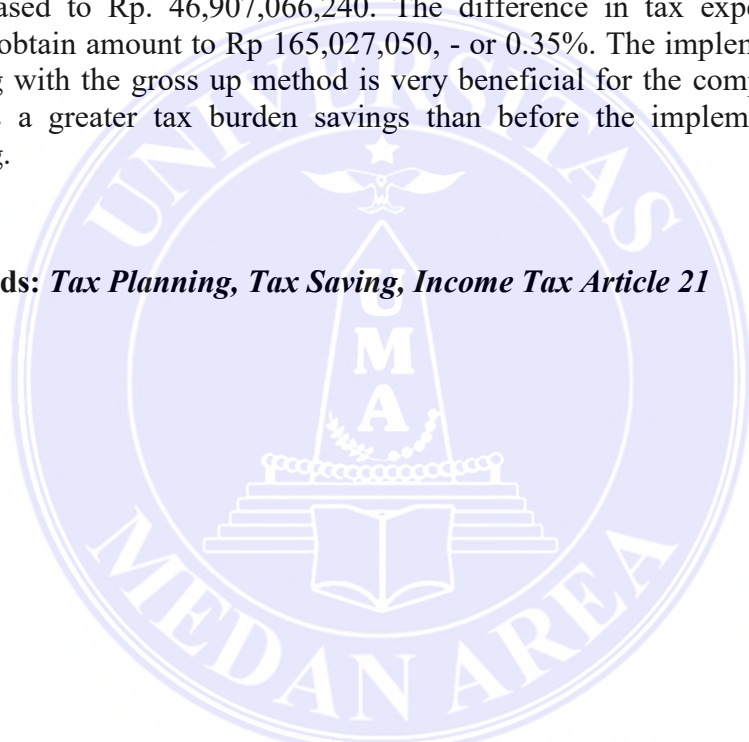 ased to Rp. 46,907,066,240. The difference in tax expo
obtain amount to Rp 165,027,050, - or 0.35%. The implen
g with the gross up method is very beneficial for the comp
s a greater tax burden savings than before the implem
g.
ds: Tax Planning, Tax Saving, Income Tax Article 21
UNIVERSITAS
U
M
A
MEDAN AREA